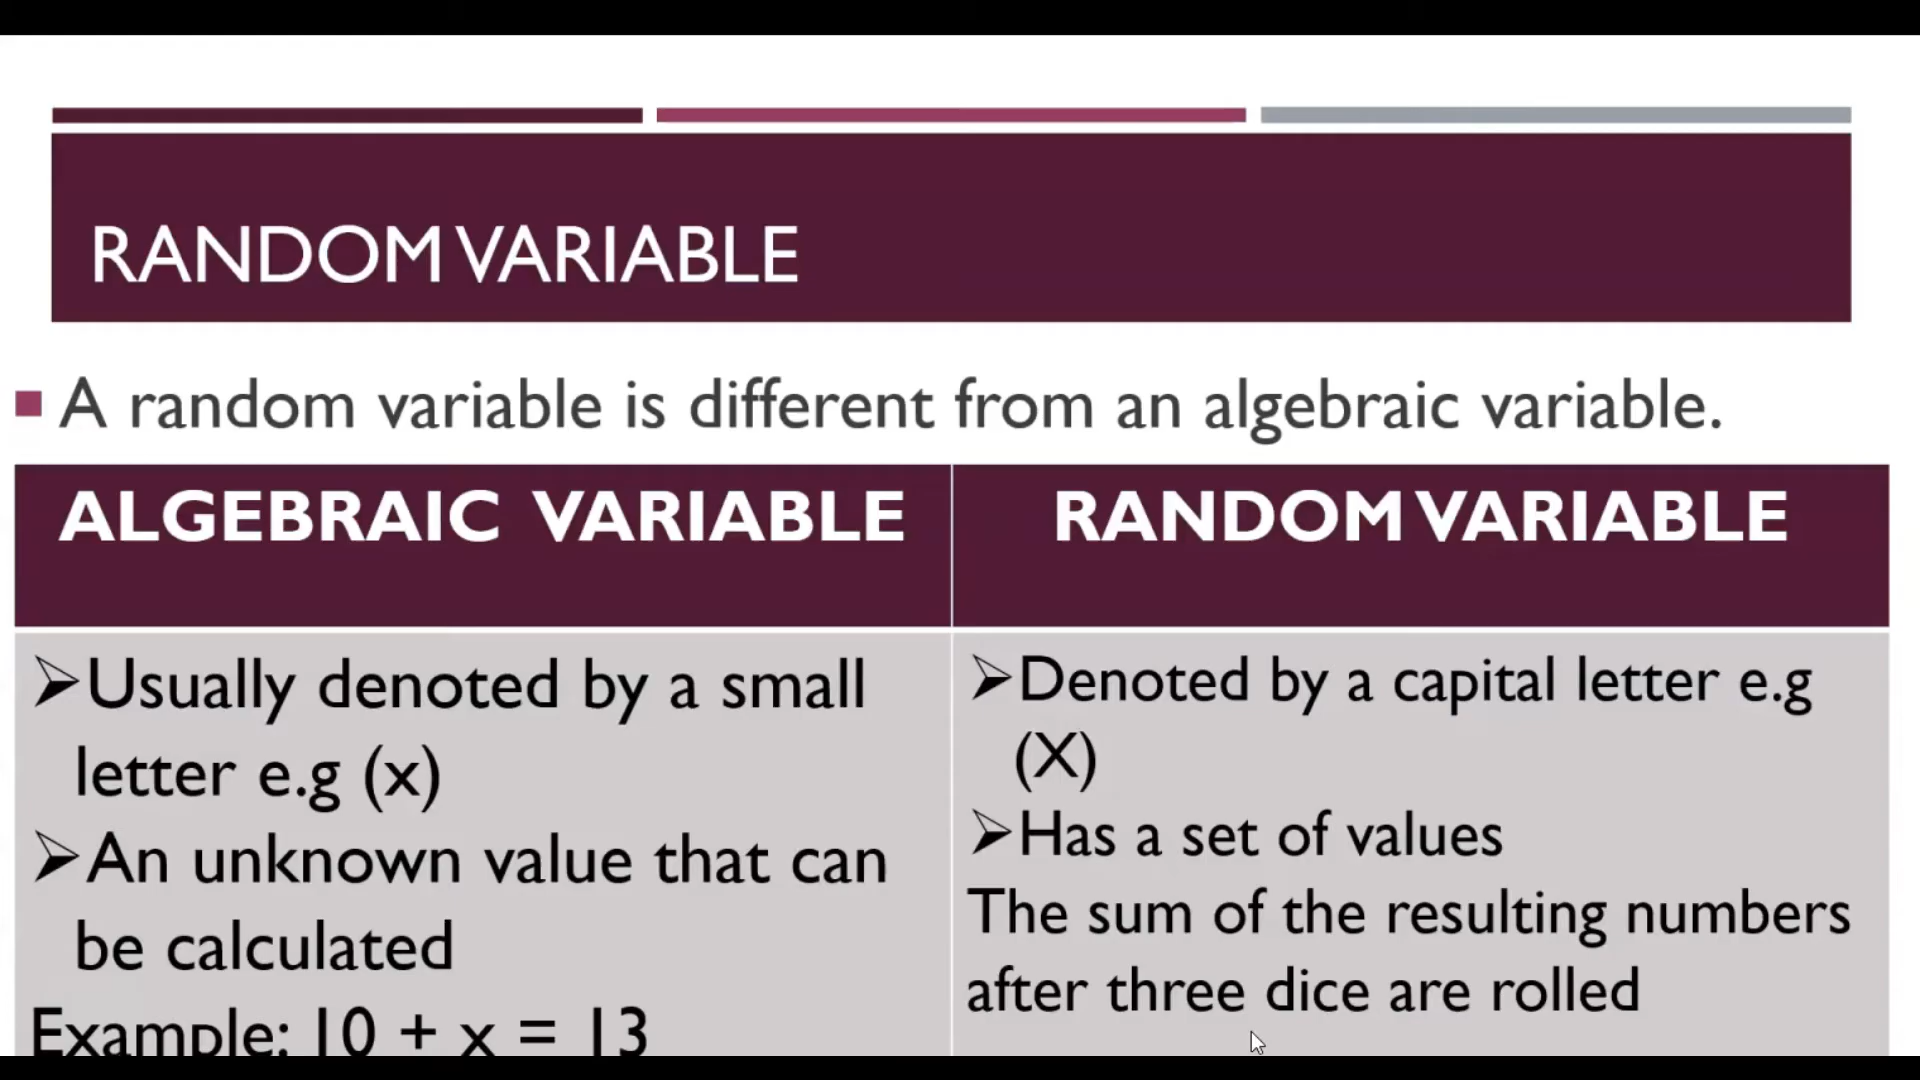 RANDOM VARIABLE
A random variable is different from an algebraic variable.
ALGEBRAIC VARIABLE
Usually denoted by a small
letter e.g (x)
An unknown value that can
be calculated
Example: 10 + x = 13
RANDOM VARIABLE
Denoted by a capital letter e.g
(X)
Has a set of values
The sum of the resulting numbers
after three dice are rolled